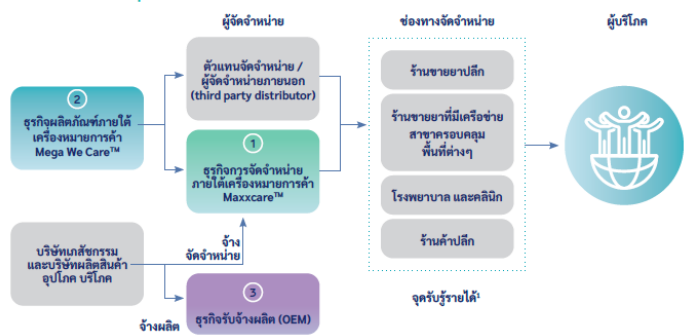 ผู้จัดจำหน่าย
ช่องทางจัดจำหน่าย
ผู้บริโภค
2
ธุรกิจผลิตภัณฑ์ภายใต้
เครื่องหมายการค้า
Mega We Care™
ตัวแทนจัดจำหน่าย /
ผู้จัดจำหน่ายภายนอก
(third party distributor)
1
ธุรกิจการจัดจำหน่าย
ภายใต้เครื่องหมายการค้า
Maxxcare™
ร้านขายยาปลีก
ร้านขายยาที่มีเครือข่าย
สาขาครอบคลุม
พื้นที่ต่างๆ
โรงพยาบาล และคลินิก
ร้านค้าปลีก
บริษัทเภสัชกรรม
และบริษัทผลิตสินค้า
อุปโภค บริโภค
จ้าง
จัดจำหน่าย
จ้างผลิต
3
ธุรกิจรับจ้างผลิต (OEM)
จุดรับรู้รายได้¹